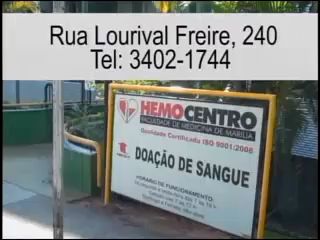 Rua Lourival Freire, 240
Tel: 3402-1744
HEMOCENTRO
FACULDADE DE MEDICINA DE MARÍLIA
Qualidade Certificada ISO 9001:2008
DOAÇÃO DE SANGUE
HORÁRIO DE FUNCIONAMENTO